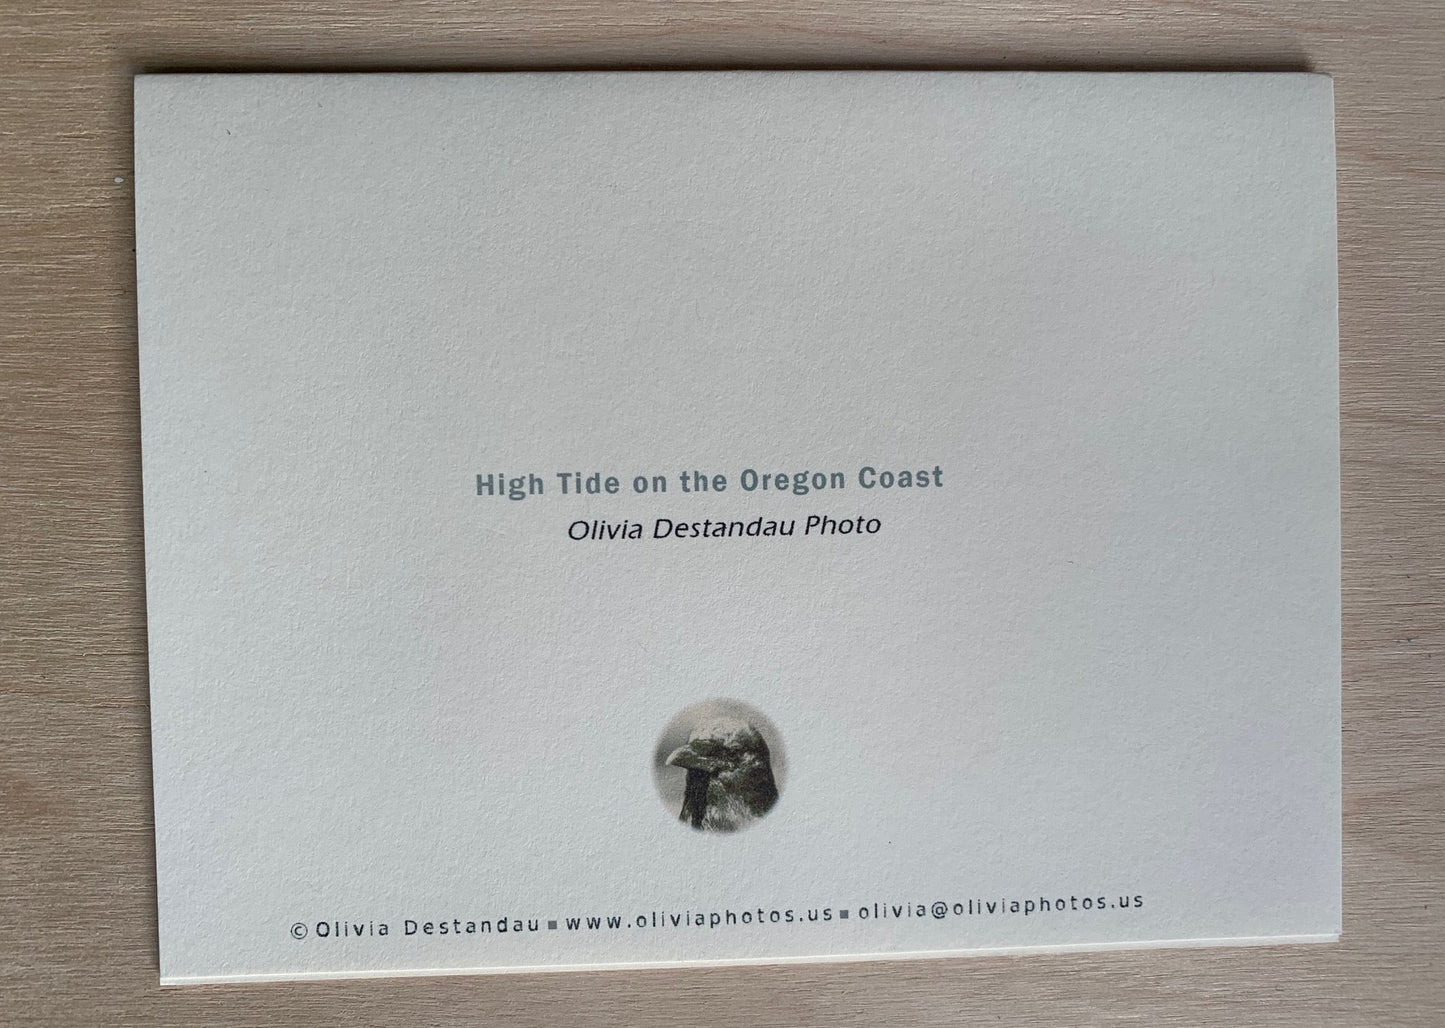 High Tide on the Oregon Coast
Olivia Destandau Photo
© Olivia Destandau ■ www.oliviaphotos.us ■ olivia@oliviaphotos.us